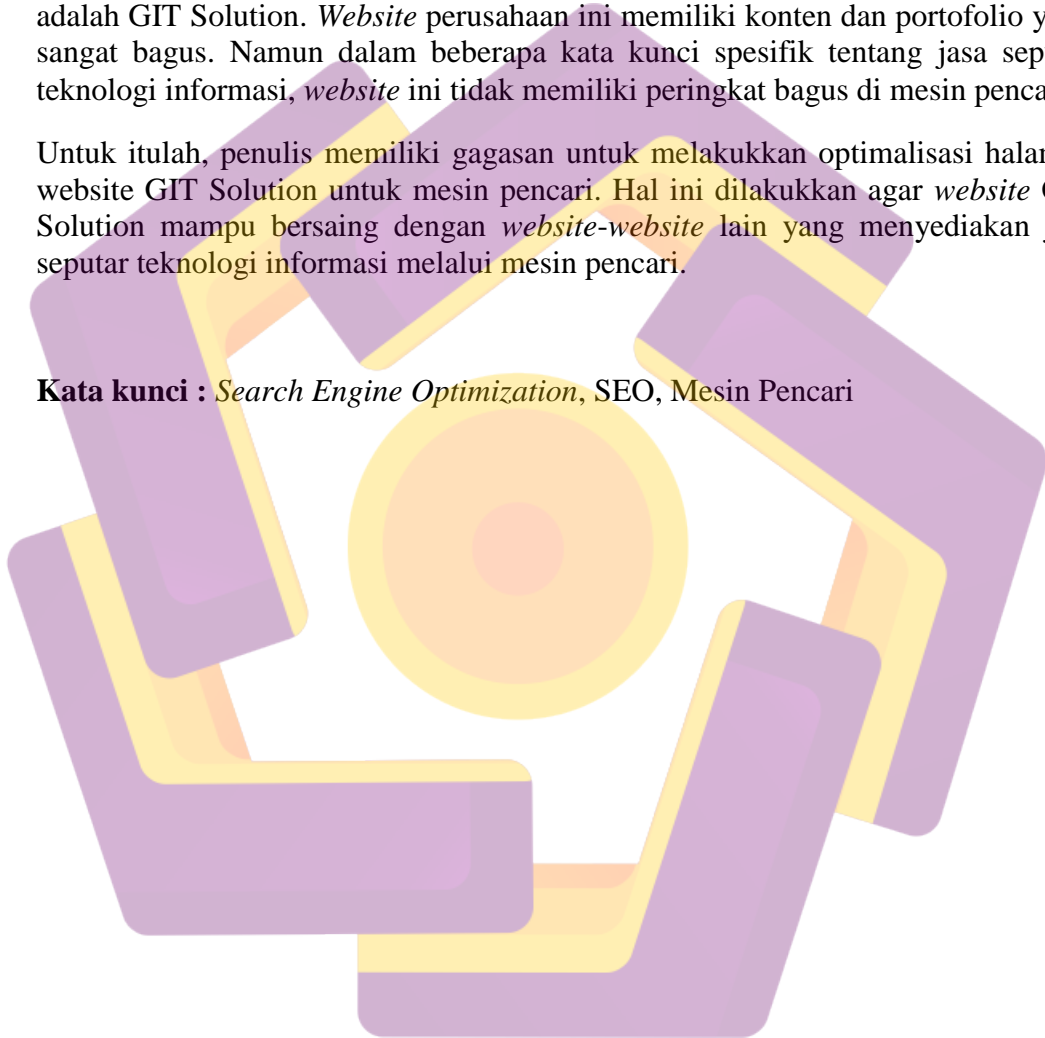 adalah GIT Solution. Website perusahaan ini memiliki konten dan portofolio y
sangat bagus. Namun dalam beberapa kata kunci spesifik tentang jasa sep
teknologi informasi, website ini tidak memiliki peringkat bagus di mesin penca
Untuk itulah, penulis memiliki gagasan untuk melakukkan optimalisasi halan
website GIT Solution untuk mesin pencari. Hal ini dilakukkan agar website
Solution mampu bersaing dengan website-website lain yang menyediakan
seputar teknologi informasi melalui mesin pencari.
Kata kunci : Search Engine Optimization, SEO, Mesin Pencari